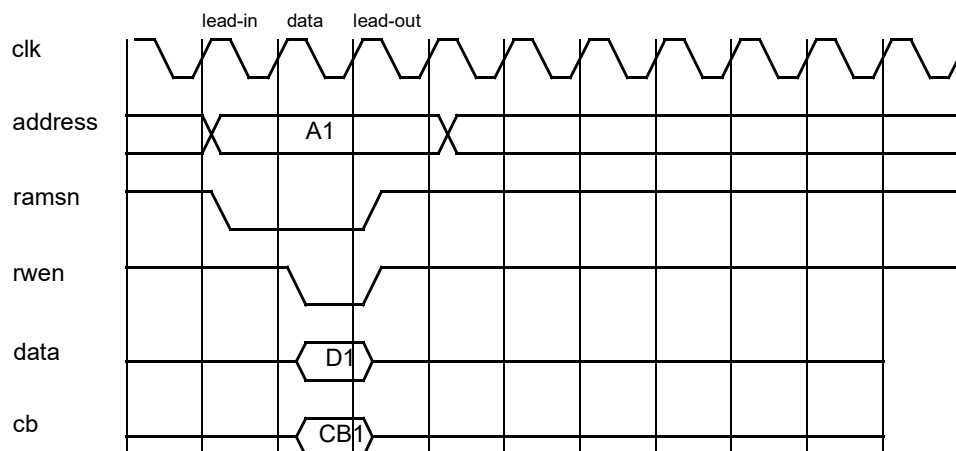 lead-in data lead-out
clk
address A1
ramsn
rwen
data D1
cb CB1